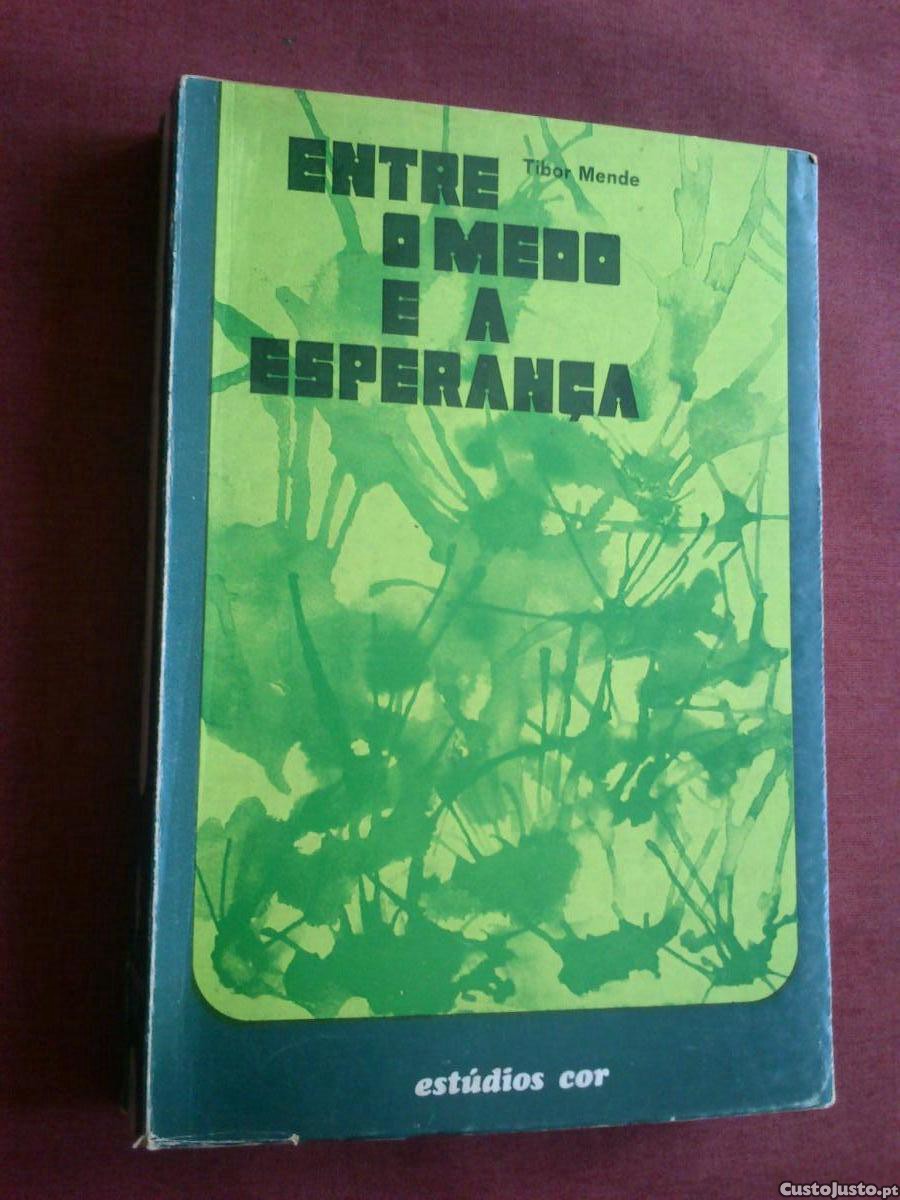 Tibor Mende
ENTRE
O MEDO
E A
ESPERANÇA
estúdios cor
CustoJusto.pt